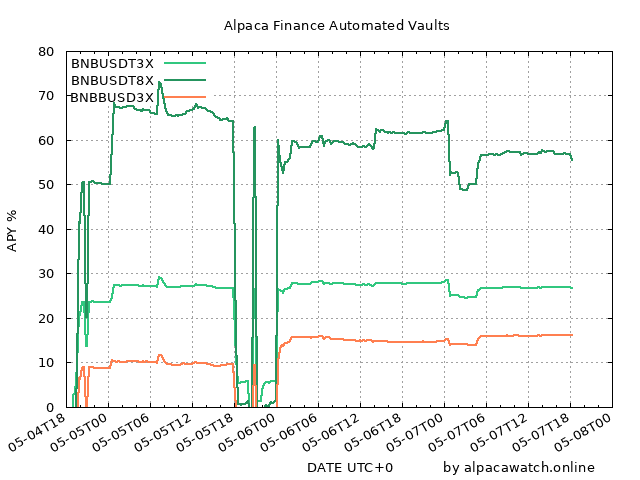 Alpaca Finance Automated Vaults
80
70
60
50
40
30
20
10
0
APY %
BNBUSDT3X
BNBUSDT8X
BNBBUSD3X
05-04T18
05-05T00
05-05T06
05-05T12
05-05T18
05-06T00
05-06T06
05-06T12
05-06T18
05-07T00
05-07T06
05-07T12
05-07T18
05-08T00
DATE UTC+0
by alpacawatch.online